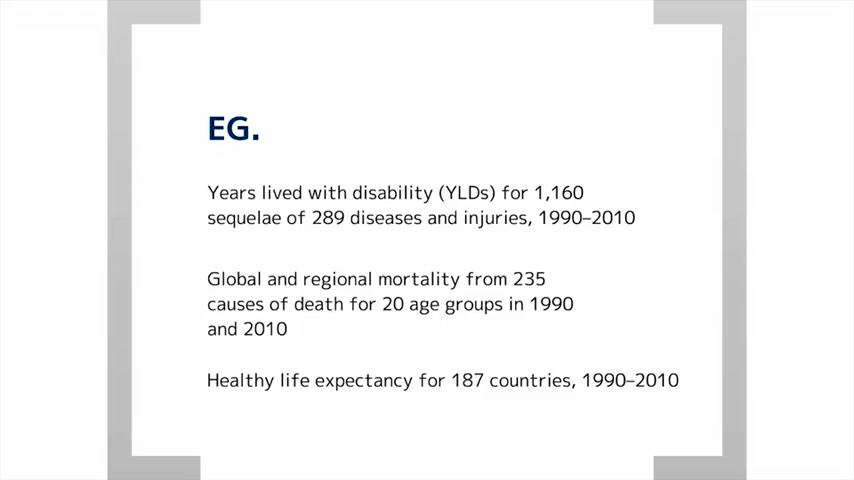 EG.
Years lived with disability (YLDs) for 1,160
sequelae of 289 diseases and injuries, 1990–2010
Global and regional mortality from 235
causes of death for 20 age groups in 1990
and 2010
Healthy life expectancy for 187 countries, 1990–2010